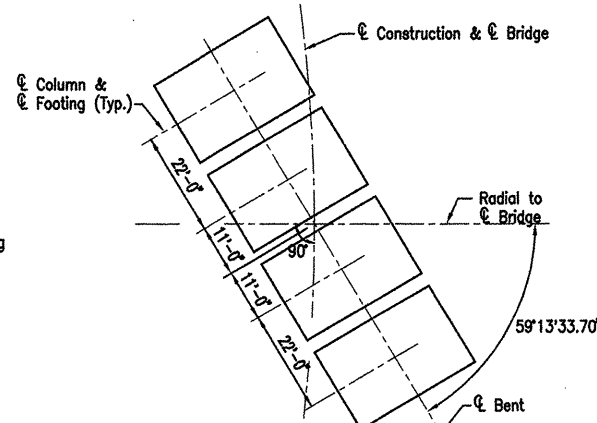 ℄ Construction & ℄ Bridge
℄ Column &
℄ Footing (Typ.)
22'-0"
Radial to
℄ Bridge
11'-0"
g
90°
11'-0"
59°13'33.70"
22'-0"
℄ Bent